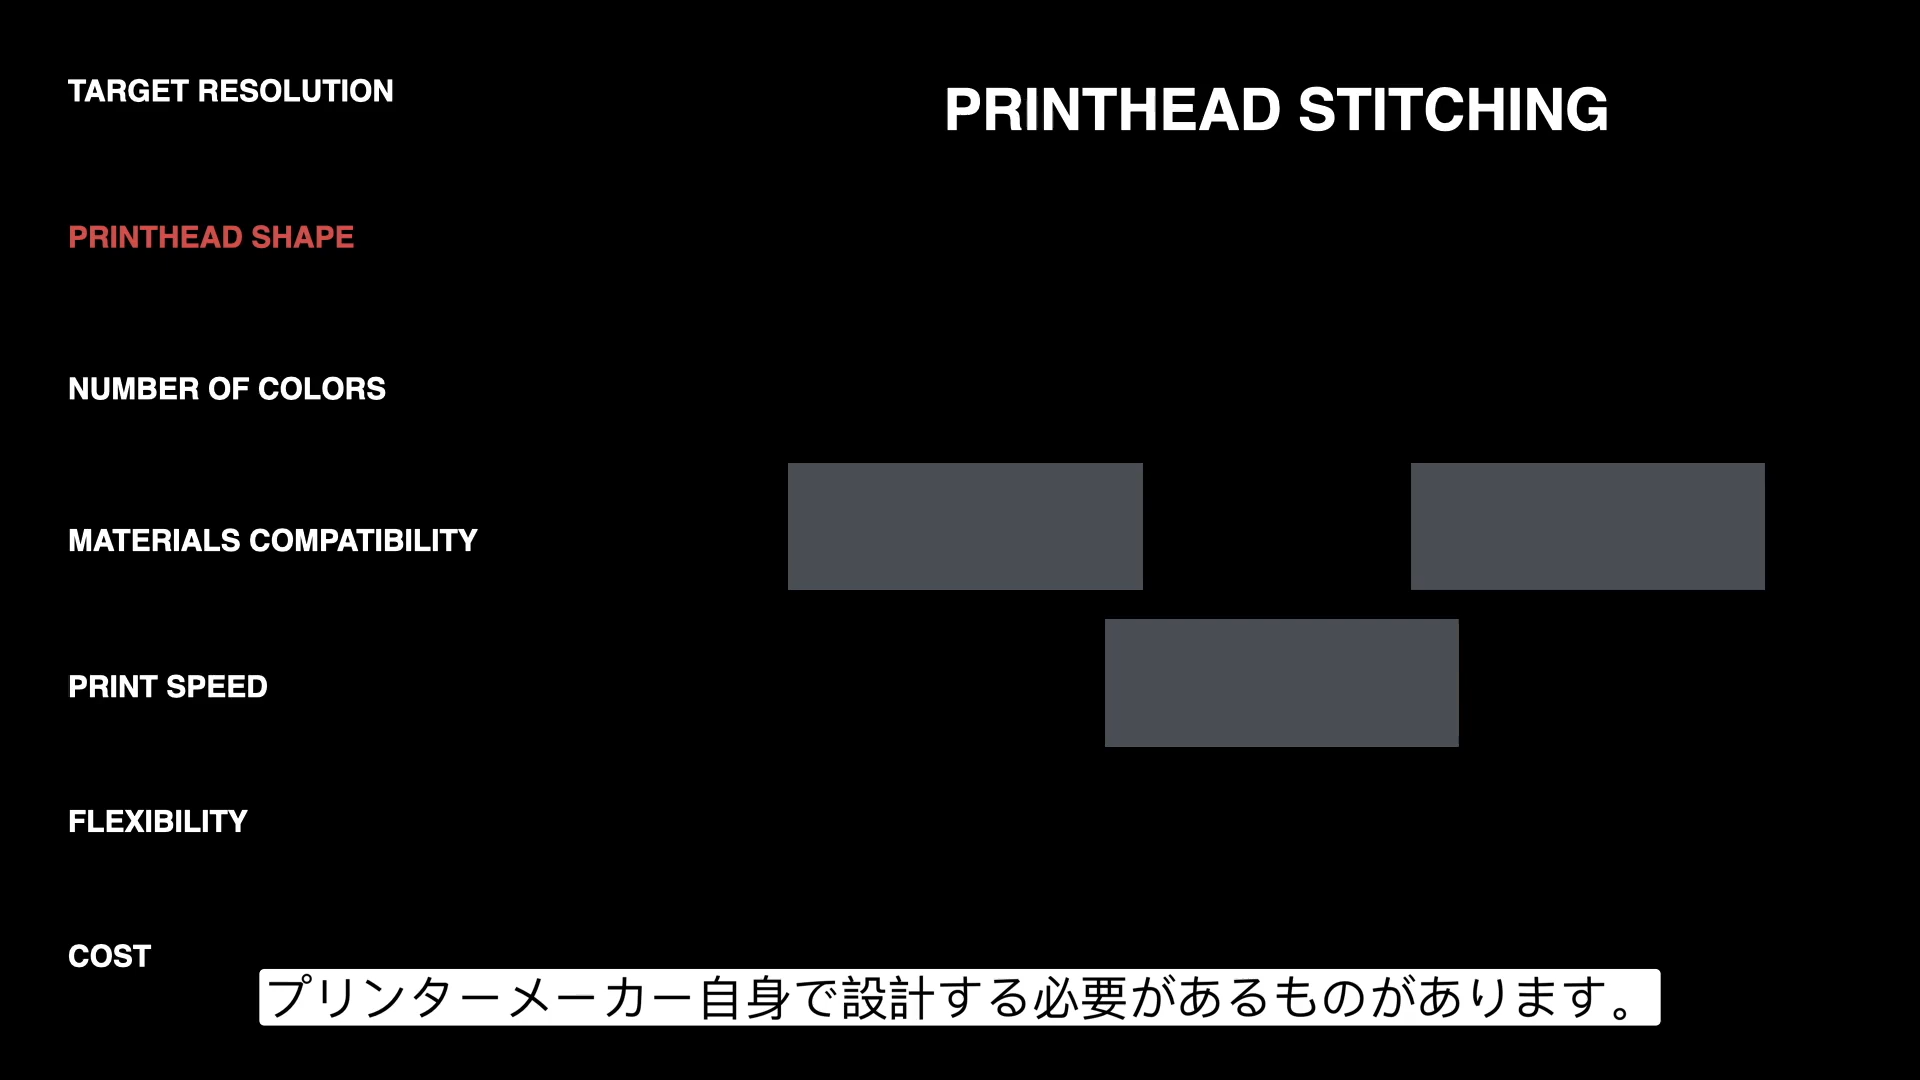 TARGET RESOLUTION
PRINTHEAD STITCHING
PRINTHEAD SHAPE
NUMBER OF COLORS
MATERIALS COMPATIBILITY
PRINT SPEED
FLEXIBILITY
COST
プリンターメーカー自身で設計する必要があるものがあります。